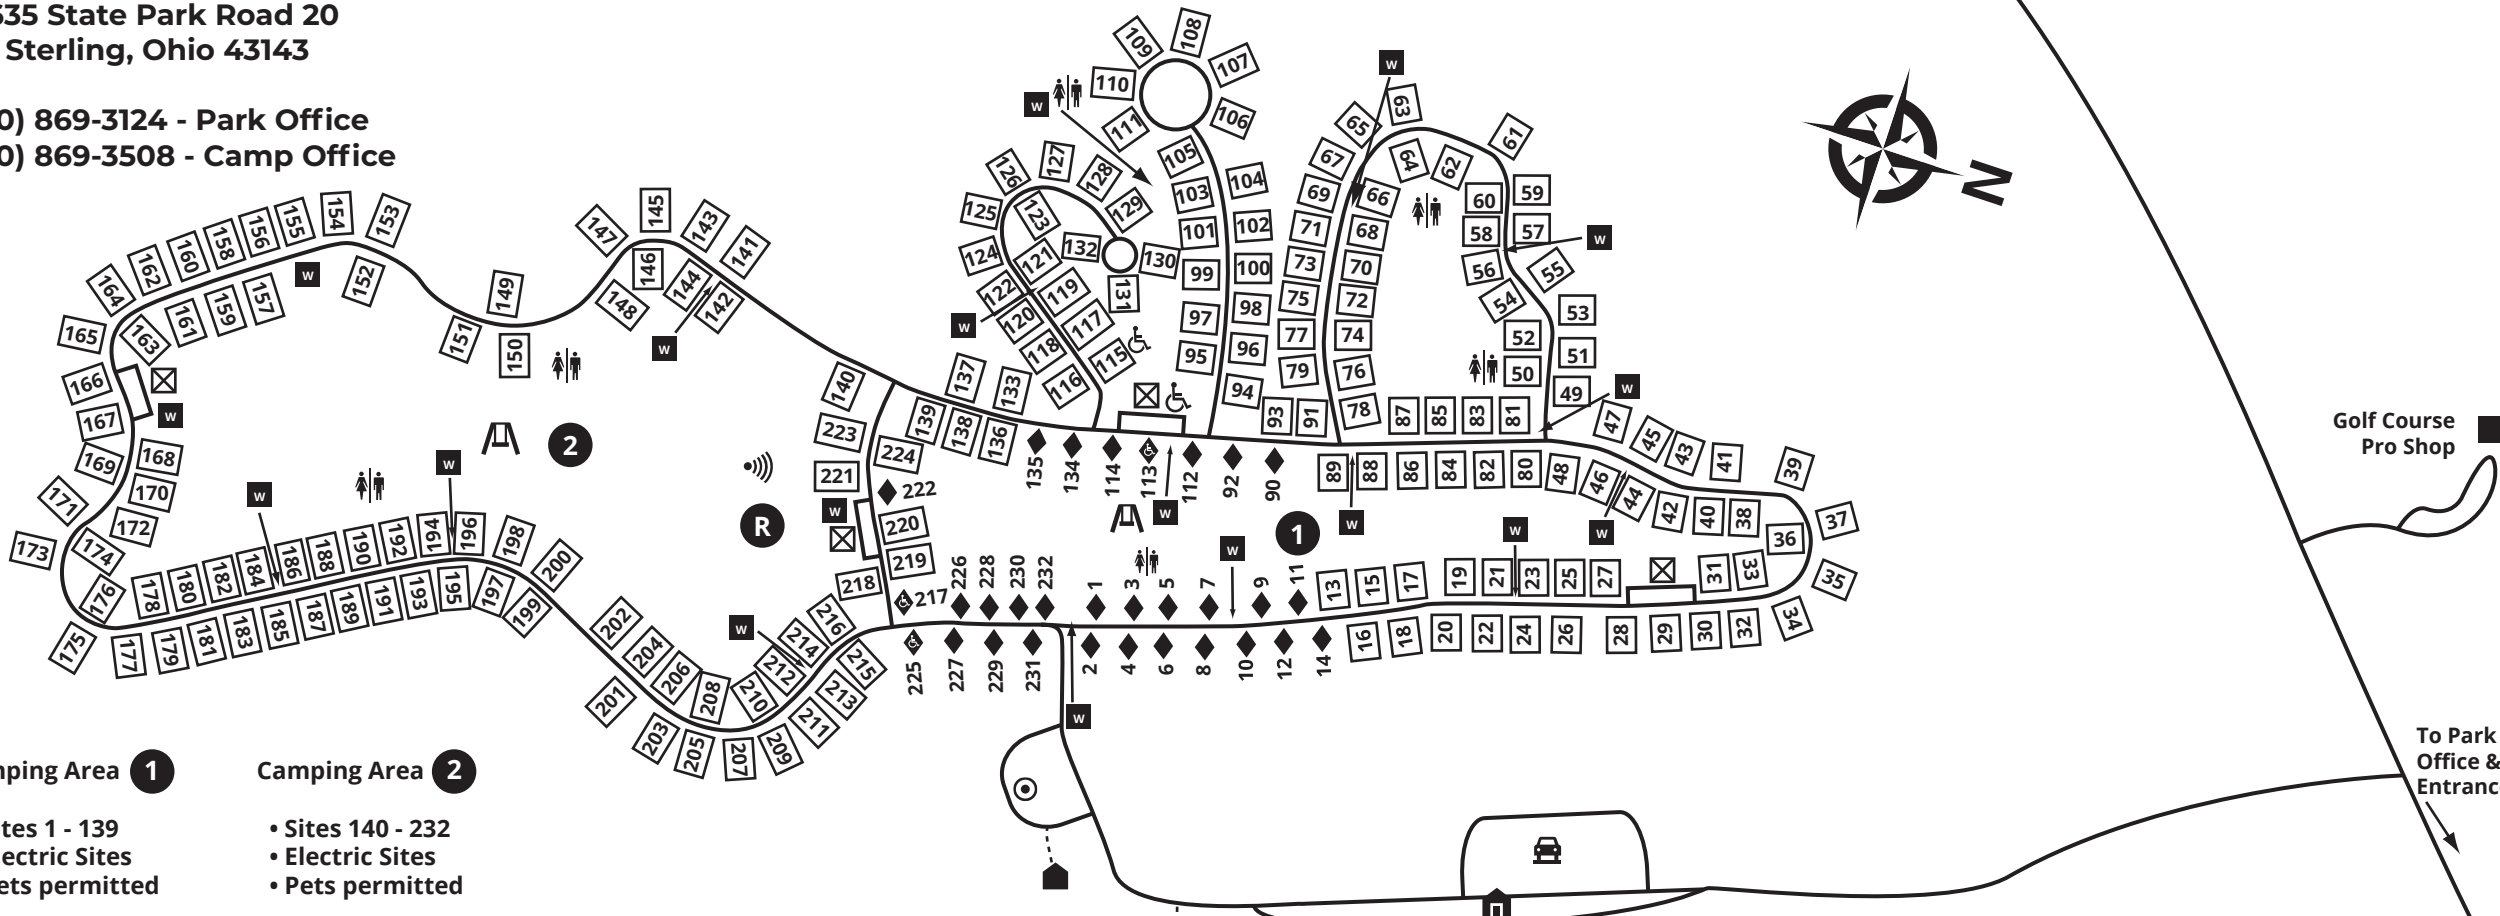 635 State Park Road 20
Sterling, Ohio 43143
0) 869-3124 - Park Office
0) 869-3508 - Camp Office
109 108 107 110 106 111
W W
63 65 61
127 128 126 105 104 67 64 62
125 123 129 103 69 66 60 59
154 153 155 156 158 160 162 164
145 143 147 141 146 144 142 148
124 121 132 130 101 102 71 68 58 57 W
122 119 131 99 100 73 70 56 55
152 W 157 159 161 163 165
149 151 150 W
W 120 117 97 98 75 72 54 53
118 115 95 96 77 74 52 51
116 94 79 76 50 49 W
166 W 167 168 169 170 171 172 173
140 137 133 139 138 136 223 224 221
93 91 78 87 85 83 81 47 45 43 41 39
135 134 114 113 112 92 90
89 88 86 84 82 80 48 46 44 42 40 38 37
222 220 219 218 217 W
W W W W W
2 R 1
174 176 178 180 182 184 186 188 190 192 164 196 198 200
W W
175 177 179 181 183 185 187 189 191 193 195 197 199
226 228 230 232 1 3 5 7 9 11 13 15 17 19 21 23 25 27 31 33 36 35
225 227 229 231 2 4 6 8 10 12 14 16 18 20 22 24 26 28 29 30 32 34
202 204 206 208 210 212 214 216 W
201 203 205 207 209 211 213 215
W
N
Golf Course
Pro Shop
To Park
Office &
Entranc
mping Area 1
tes 1 - 139
lectric Sites
ets permitted
Camping Area 2
• Sites 140 - 232
• Electric Sites
• Pets permitted